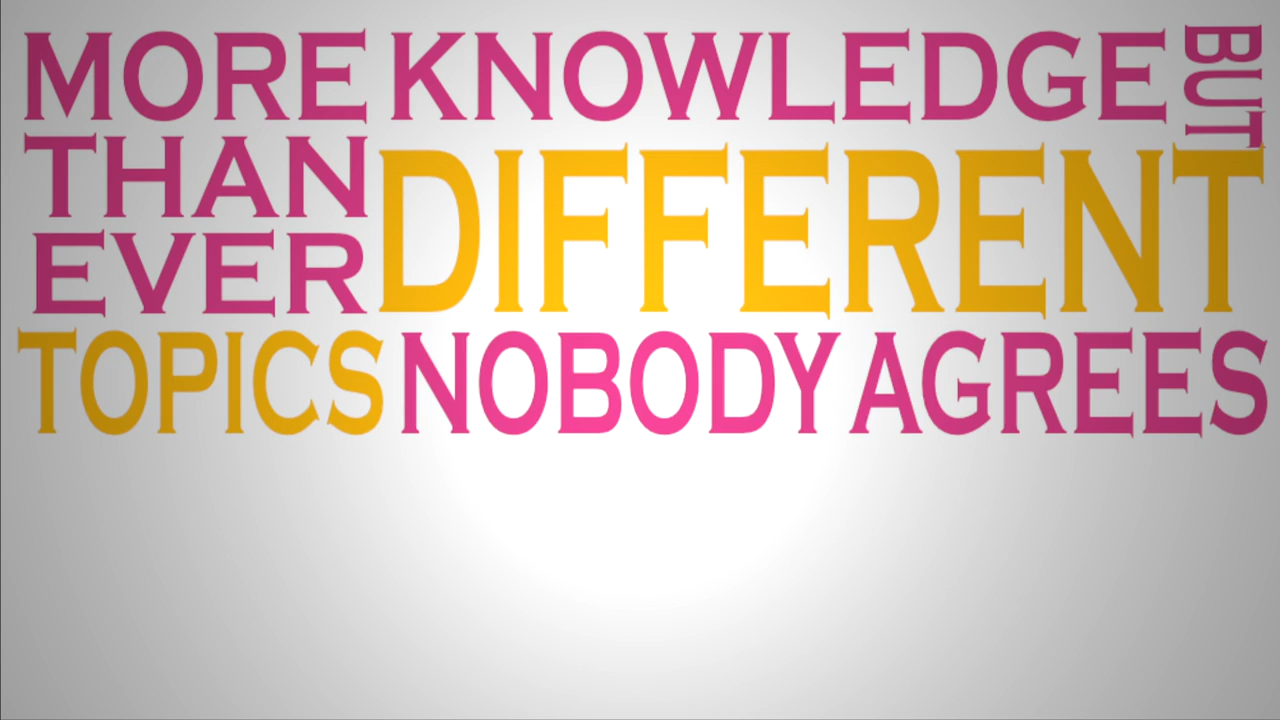 MORE KNOWLEDGE BUT
THAN DIFFERENT
EVER
TOPICS NOBODY AGREES